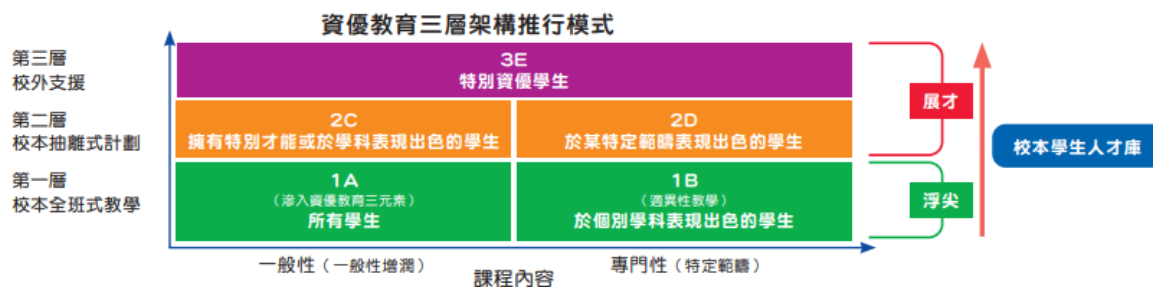 資優教育三層架構推行模式
第三層
校外支援
3E
特別資優學生
第二層
校本抽離式計劃
2C
擁有特別才能或於學科表現出色的學生
2D
於某特定範疇表現出色的學生
第一層
校本全班式教學
1A
（滲入資優教育三元素）
所有學生
1B
（適異性教學）
於個別學科表現出色的學生
展才
浮尖
校本學生人才庫
一般性（一般性增潤）
專門性（特定範疇）
課程內容